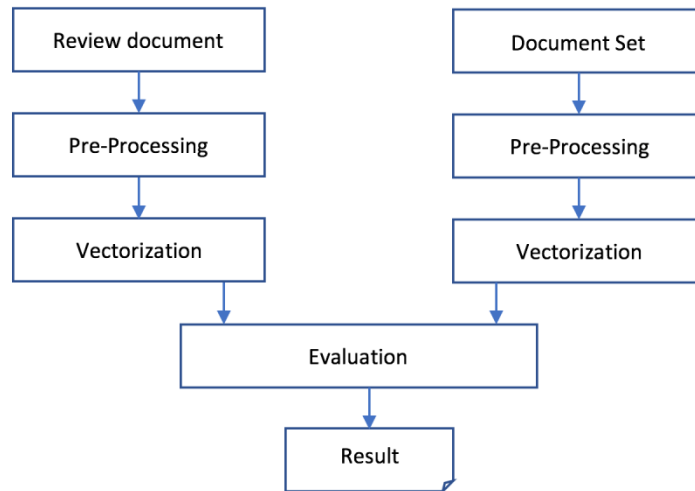 Review document
Document Set
Pre-Processing
Pre-Processing
Vectorization
Vectorization
Evaluation
Result